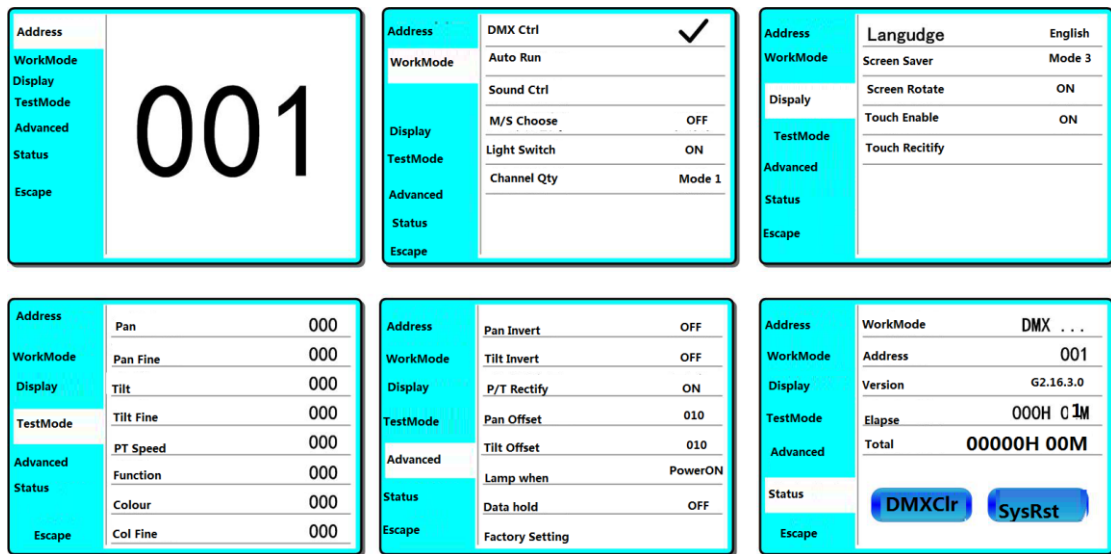 Address
WorkMode
Display
TestMode
Advanced
Status
Escape
001
Address
WorkMode
Display
TestMode
Advanced
Status
Escape
DMX Ctrl
Auto Run
Sound Ctrl
M/S Choose OFF
Light Switch ON
Channel Qty Mode 1
Address
WorkMode
Dispaly
TestMode
Advanced
Status
Escape
Langudge English
Screen Saver Mode 3
Screen Rotate ON
Touch Enable ON
Touch Recitify
Address
WorkMode
Display
TestMode
Advanced
Status
Escape
Pan 000
Pan Fine 000
Tilt 000
Tilt Fine 000
PT Speed 000
Function 000
Colour 000
Col Fine 000
Address
WorkMode
Display
TestMode
Advanced
Status
Escape
Pan Invert OFF
Tilt Invert OFF
P/T Rectify ON
Pan Offset 010
Tilt Offset 010
Lamp when PowerON
Data hold OFF
Factory Setting
Address
WorkMode
Display
TestMode
Advanced
Status
Escape
WorkMode DMX ...
Address 001
Version G2.16.3.0
Elapse 000H 01M
Total 00000H 00M
DMXClr SysRst